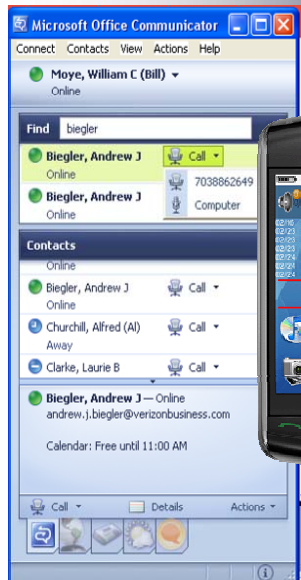 Microsoft Office Communicator
Connect Contacts View Actions Help
Moye, William C (Bill)
Online
Find biegler
Biegler, Andrew J Call
Online
7038862649
Biegler, Andrew J
Computer
Online
Contacts
Online
Biegler, Andrew J Call
Online
Churchill, Alfred (Al) Call
Away
Clarke, Laurie B Call
Biegler, Andrew J — Online
andrew.j.biegler@verizonbusiness.com
Calendar: Free until 11:00 AM
Call Details Actions